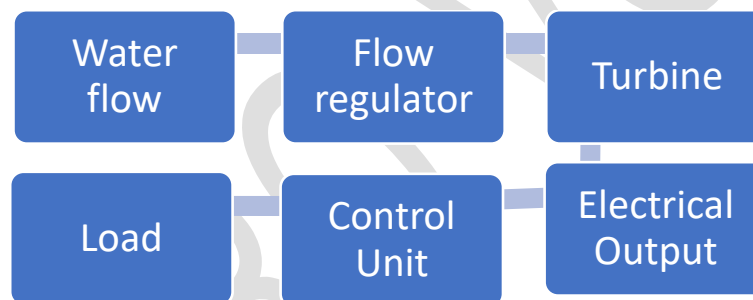 Water
flow
Flow
regulator
Turbine
Load
Control
Unit
Electrical
Output